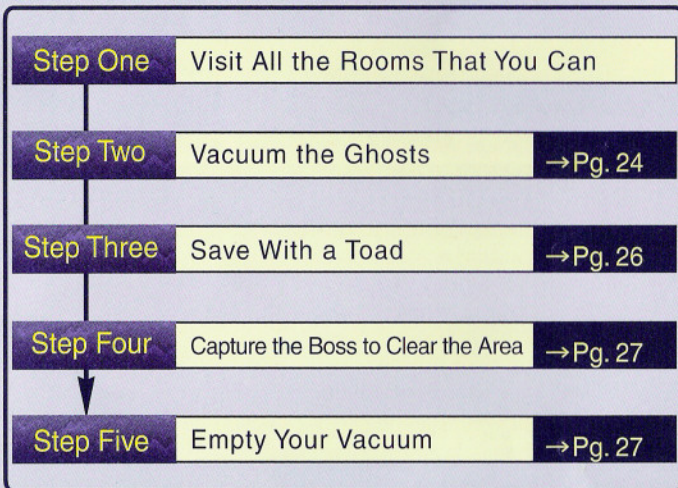 Step One Visit All the Rooms That You Can
Step Two Vacuum the Ghosts →Pg. 24
Step Three Save With a Toad →Pg. 26
Step Four Capture the Boss to Clear the Area →Pg. 27
Step Five Empty Your Vacuum →Pg. 27